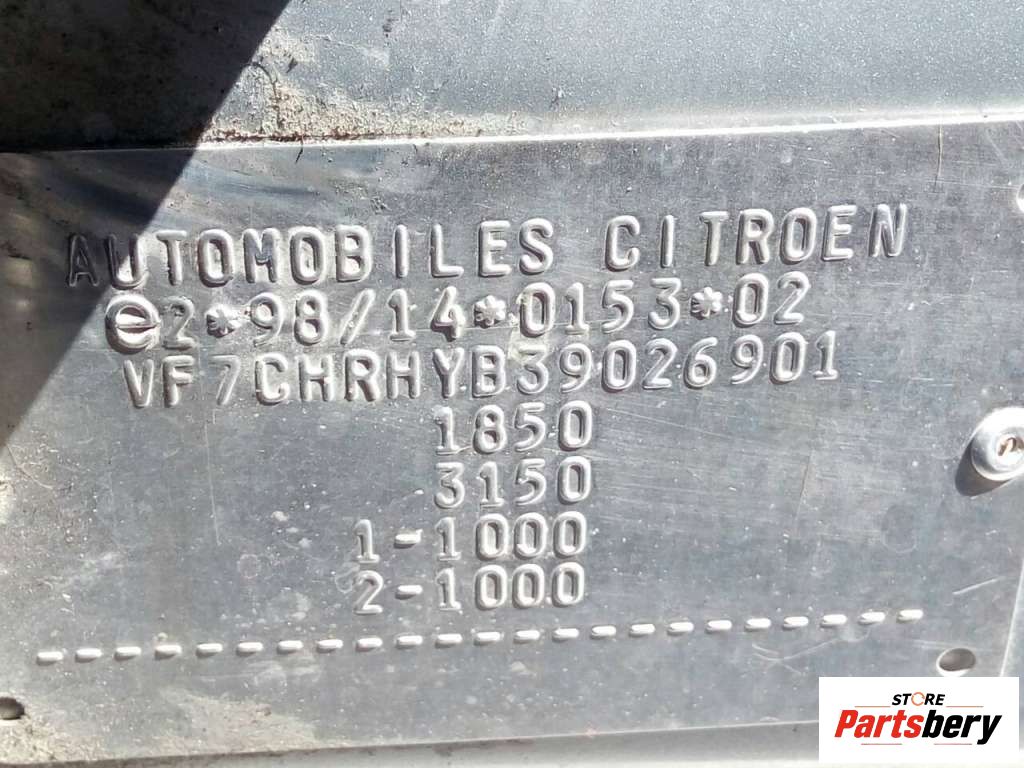 AUTOMOBILES CITROEN
e2*98/14*0153*02
VF7CHRHYB39026901
1850
3150
1-1000
2-1000
-----------------------
STORE
Partsbery